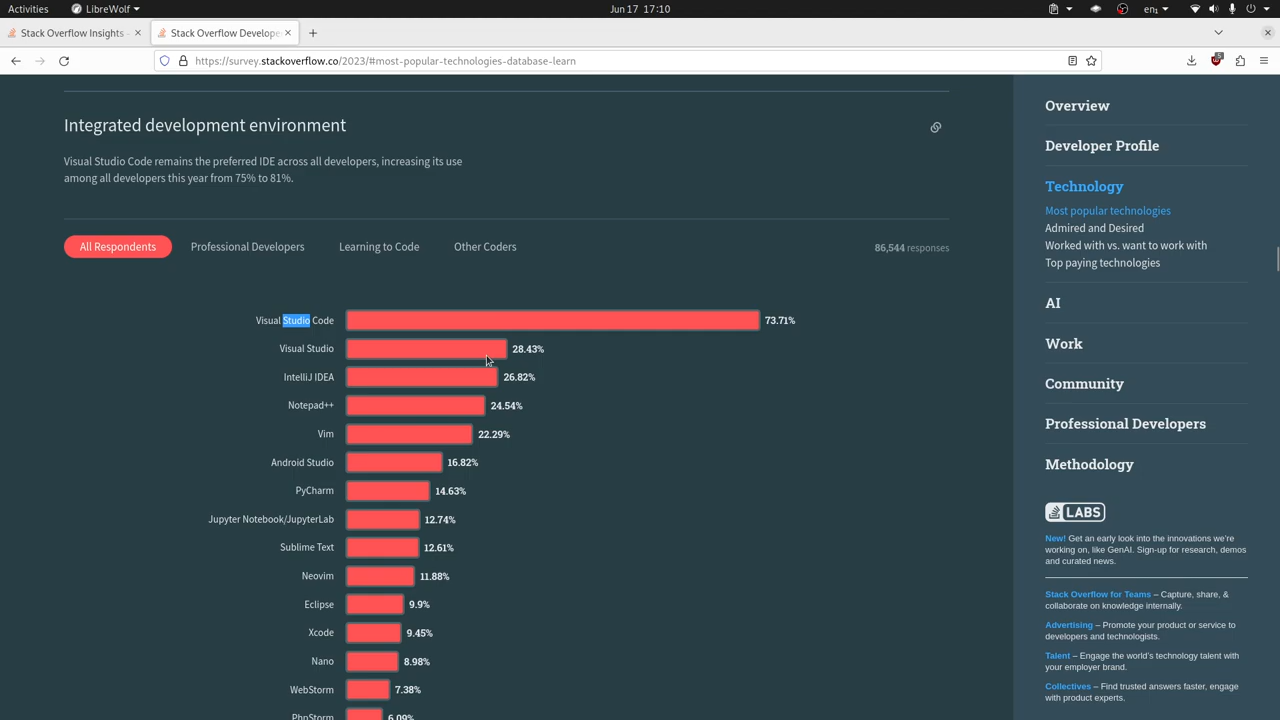 Activities
LibreWolf
Jun 17 17:10
en₁
Stack Overflow Insights -
Stack Overflow Develope
https://survey.stackoverflow.co/2023/#most-popular-technologies-database-learn
Integrated development environment
Visual Studio Code remains the preferred IDE across all developers, increasing its use
among all developers this year from 75% to 81%.
All Respondents
Professional Developers
Learning to Code
Other Coders
86,544 responses
Visual Studio Code 73.71%
Visual Studio 28.43%
IntelliJ IDEA 26.82%
Notepad++ 24.54%
Vim 22.29%
Android Studio 16.82%
PyCharm 14.63%
Jupyter Notebook/JupyterLab 12.74%
Sublime Text 12.61%
Neovim 11.88%
Eclipse 9.9%
Xcode 9.45%
Nano 8.98%
WebStorm 7.38%
PhpStorm 6.09%
Overview
Developer Profile
Technology
Most popular technologies
Admired and Desired
Worked with vs. want to work with
Top paying technologies
AI
Work
Community
Professional Developers
Methodology
LABS
New! Get an early look into the innovations we're
working on, like GenAI. Sign-up for research, demos
and curated news.
Stack Overflow for Teams – Capture, share, &
collaborate on knowledge internally.
Advertising – Promote your product or service to
developers and technologists.
Talent – Engage the world's technology talent with
your employer brand.
Collectives – Find trusted answers faster, engage
with product experts.